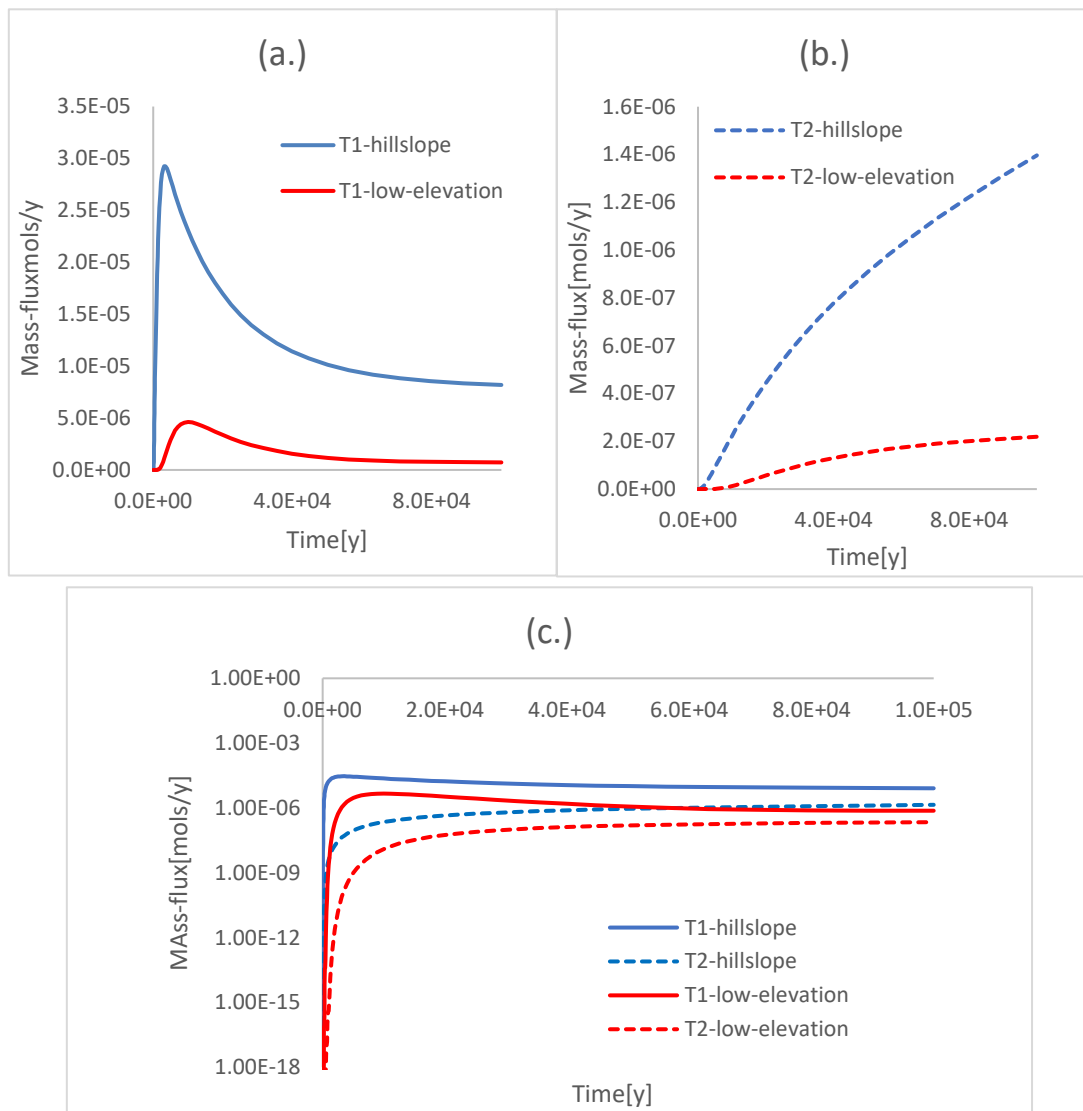 (a.)
3.5E-05
3.0E-05
2.5E-05
2.0E-05
1.5E-05
1.0E-05
5.0E-06
0.0E+00
Mass-fluxmols/y
T1-hillslope
T1-low-elevation
0.0E+00 4.0E+04 8.0E+04
Time[y]
(b.)
1.6E-06
1.4E-06
1.2E-06
1.0E-06
8.0E-07
6.0E-07
4.0E-07
2.0E-07
0.0E+00
Mass-flux[mols/y]
T2-hillslope
T2-low-elevation
0.0E+00 4.0E+04 8.0E+04
Time[y]
(c.)
1.00E+00
1.00E-03
1.00E-06
1.00E-09
1.00E-12
1.00E-15
1.00E-18
MAss-flux[mols/y]
0.0E+00 2.0E+04 4.0E+04 6.0E+04 8.0E+04 1.0E+05
T1-hillslope
T2-hillslope
T1-low-elevation
T2-low-elevation
Time[y]